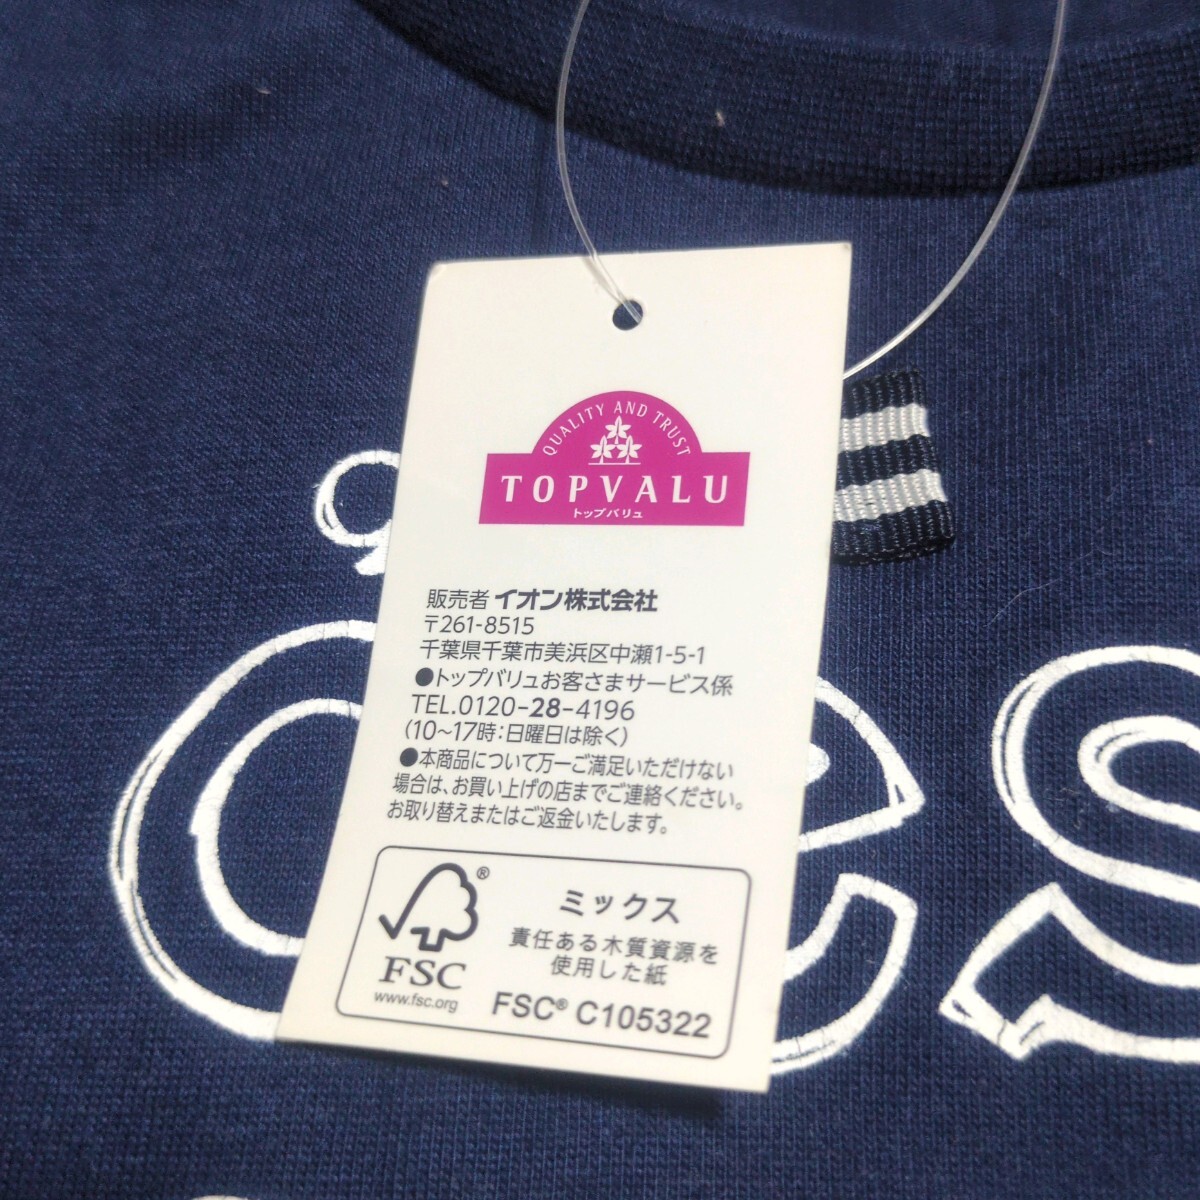 QUALITY AND TRUST
TOPVALU
トップバリュ
販売者 イオン株式会社
〒261-8515
千葉県千葉市美浜区中瀬1-5-1
●トップバリュお客さまサービス係
TEL.0120-28-4196
(10〜17時:日曜日は除く)
●本商品について万一ご満足いただけない
場合は、お買い上げの店までご連絡ください。
お取り替えまたはご返金いたします。
FSC®
www.fsc.org
ミックス
責任ある木質資源を
使用した紙
FSC® C105322